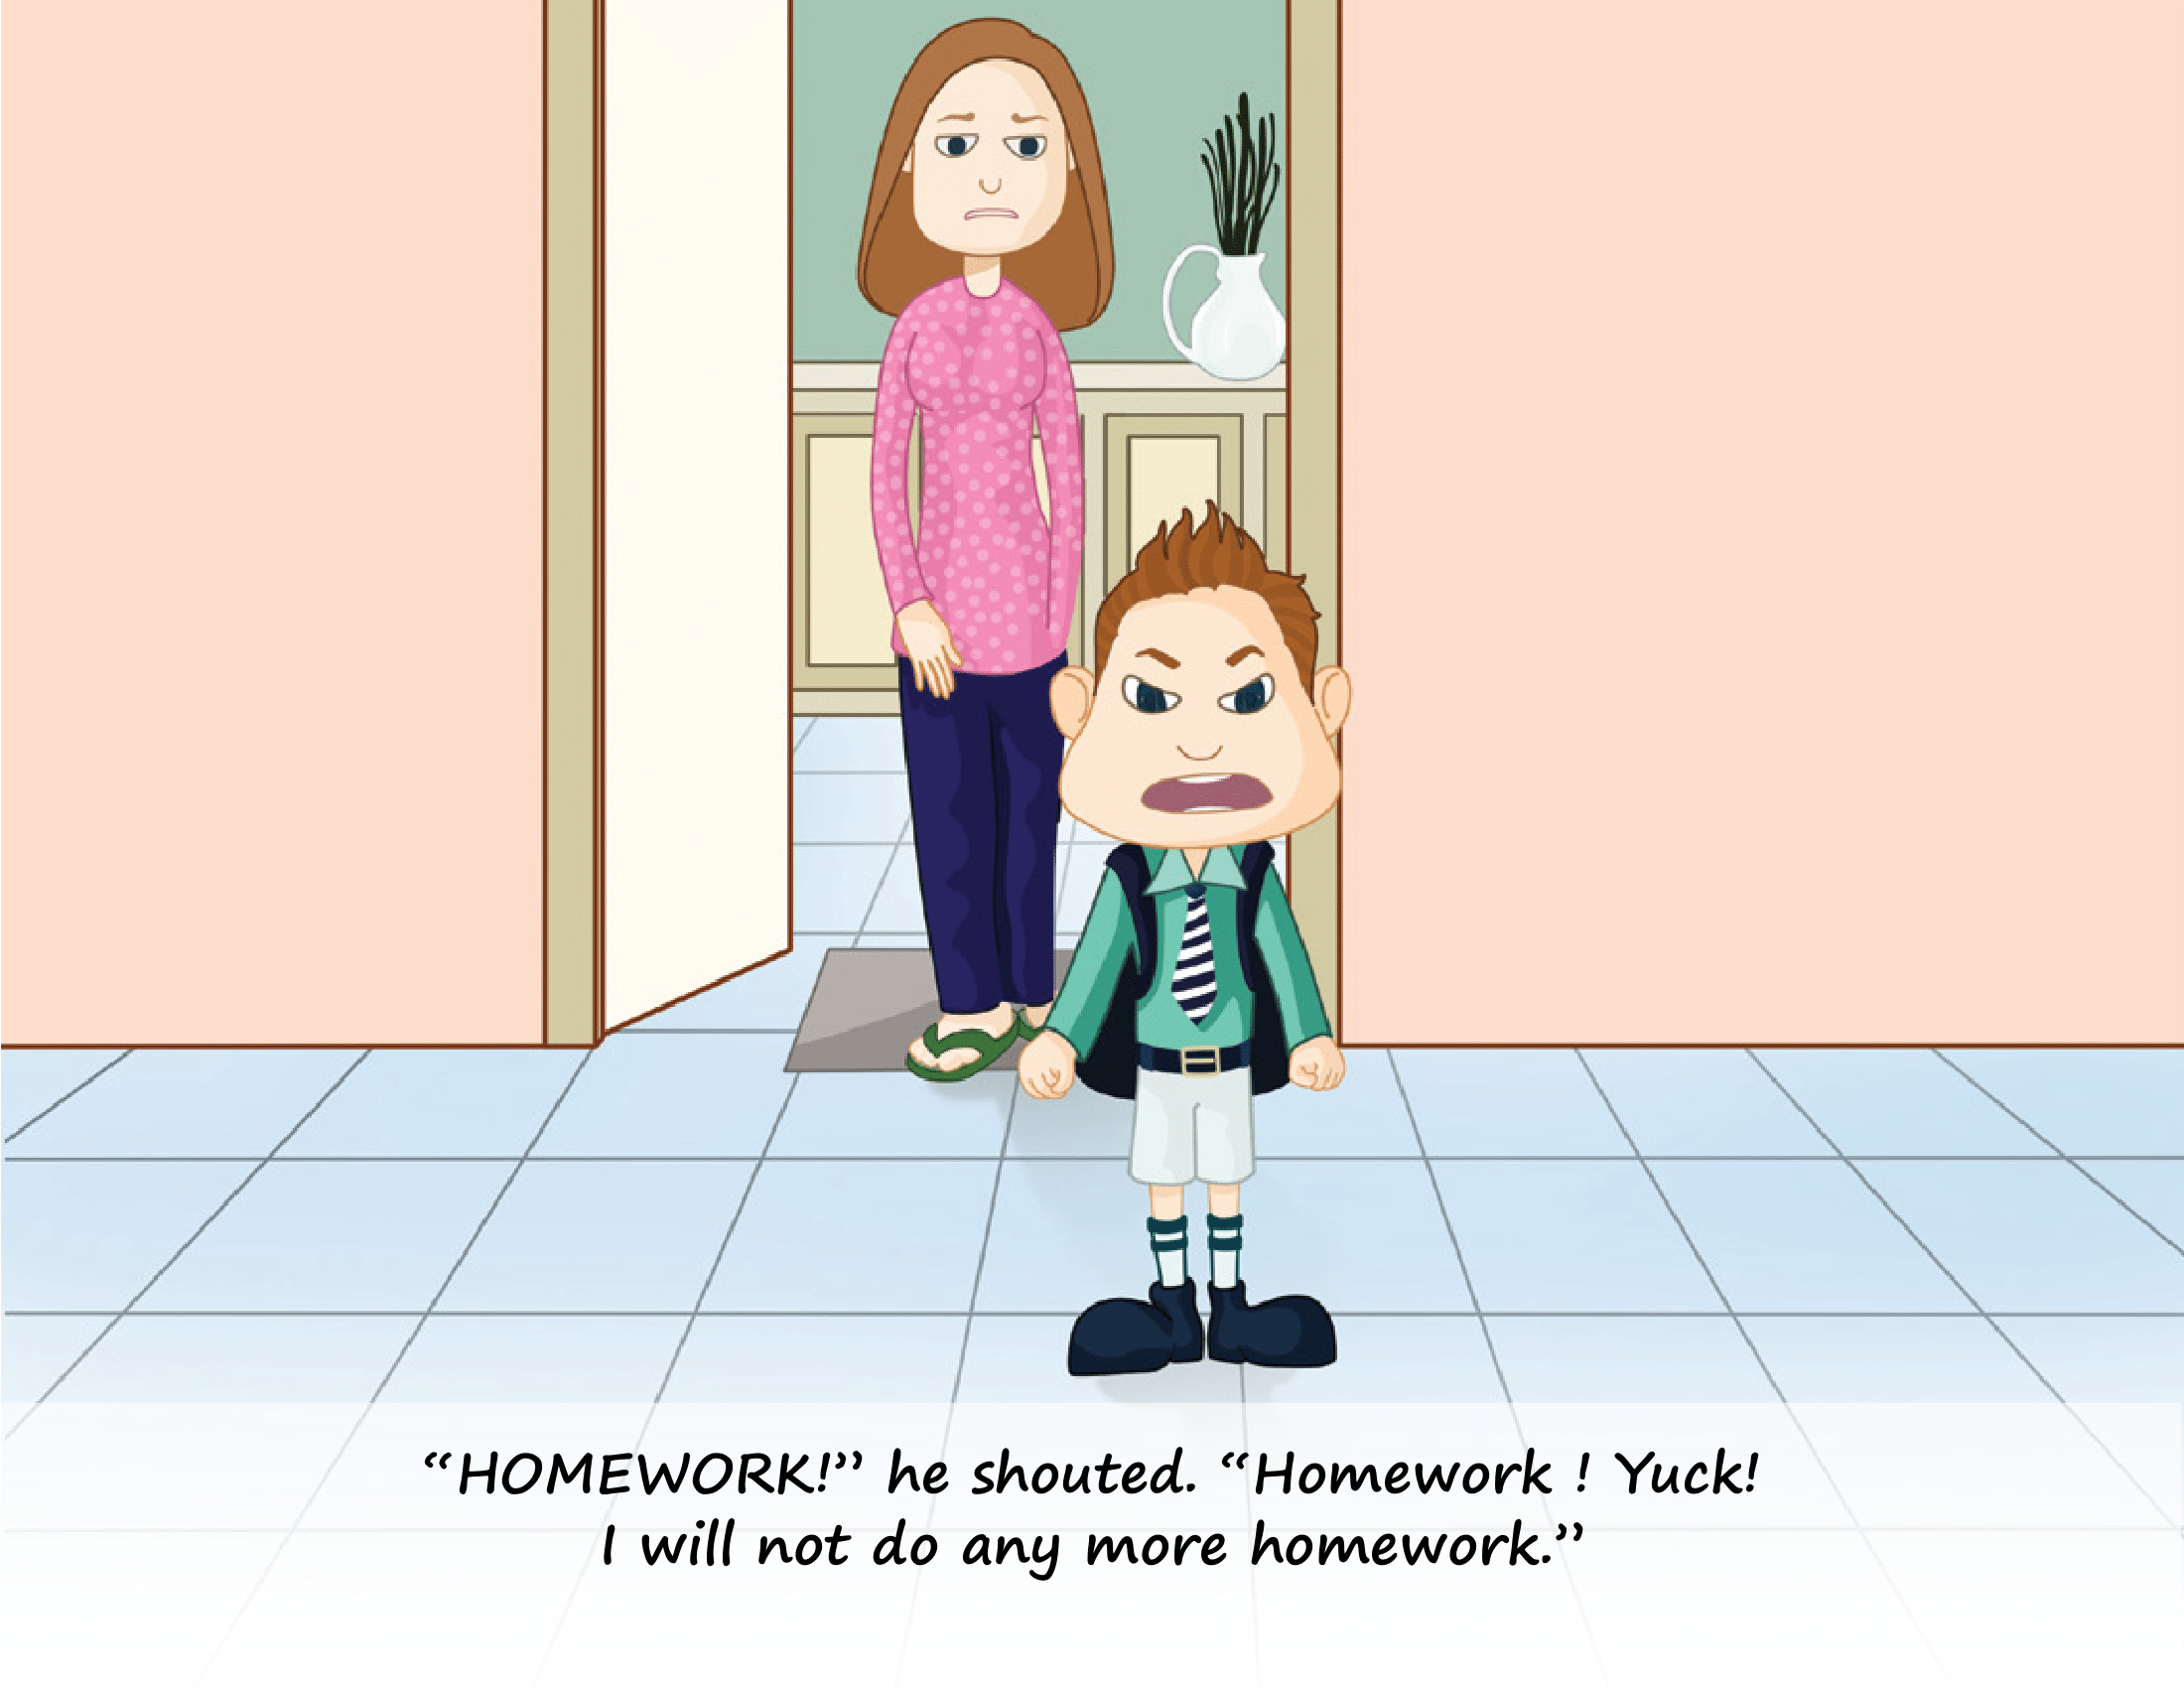 “HOMEWORK!” he shouted. “Homework ! Yuck!
I will not do any more homework.”